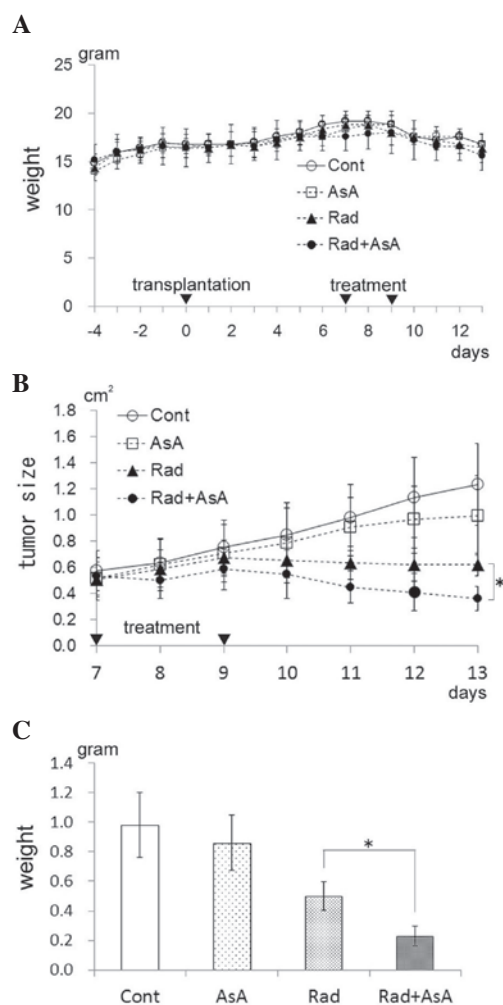 A
gram
25
20
15
10
5
0
weight
Cont
AsA
Rad
Rad+AsA
transplantation
treatment
-4 -2 0 2 4 6 8 10 12
days
B
cm²
1.8
1.6
1.4
1.2
1.0
0.8
0.6
0.4
0.2
0.0
tumor size
Cont
AsA
Rad
Rad+AsA
*
treatment
7 8 9 10 11 12 13
days
C
gram
1.4
1.2
1.0
0.8
0.6
0.4
0.2
0.0
weight
*
Cont AsA Rad Rad+AsA